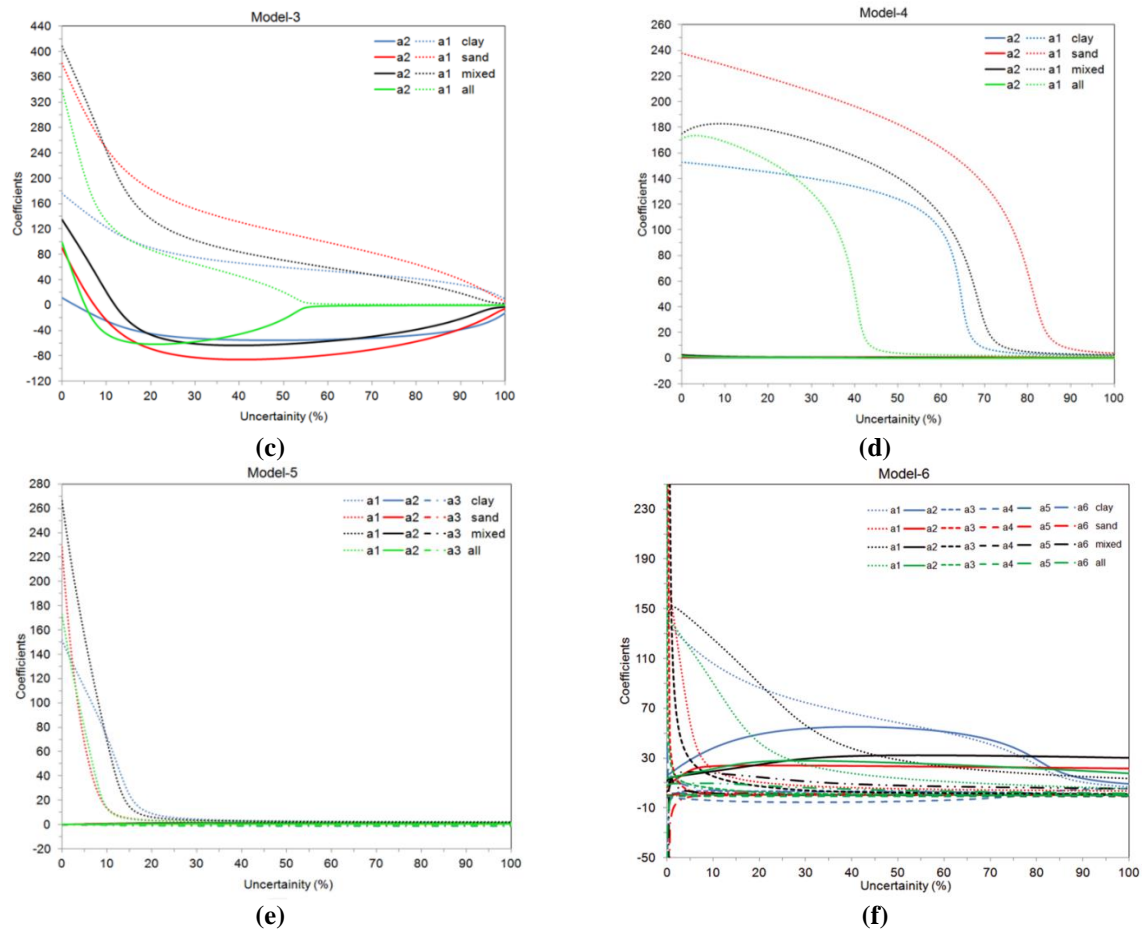 Model-3
440
400
360
320
280
240
200
160
120
80
40
0
-40
-80
-120
Coefficients
a2 a1 clay
a2 a1 sand
a2 a1 mixed
a2 a1 all
0 10 20 30 40 50 60 70 80 90 100
Uncertainity (%)
(c)
Model-4
260
240
220
200
180
160
140
120
100
80
60
40
20
0
-20
Coefficients
a2 a1 clay
a2 a1 sand
a2 a1 mixed
a2 a1 all
0 10 20 30 40 50 60 70 80 90 100
Uncertainity (%)
(d)
Model-5
280
260
240
220
200
180
160
140
120
100
80
60
40
20
0
-20
Coefficients
a1 a2 a3 clay
a1 a2 a3 sand
a1 a2 a3 mixed
a1 a2 a3 all
0 10 20 30 40 50 60 70 80 90 100
Uncertainity (%)
(e)
Model-6
230
190
150
110
70
30
-10
-50
Coefficients
a1 a2 a3 a4 a5 a6 clay
a1 a2 a3 a4 a5 a6 sand
a1 a2 a3 a4 a5 a6 mixed
a1 a2 a3 a4 a5 a6 all
0 10 20 30 40 50 60 70 80 90 100
Uncertainity (%)
(f)